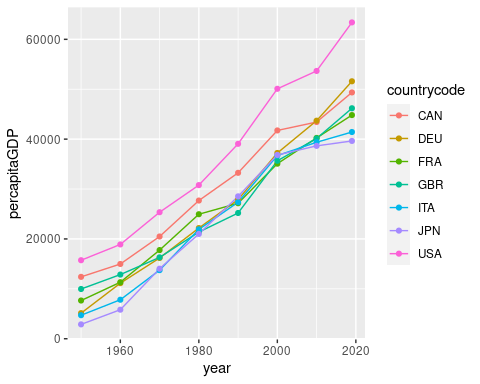 percapitaGDP
60000
40000
20000
0
1960
1980
2000
2020
year
countrycode
CAN
DEU
FRA
GBR
ITA
JPN
USA